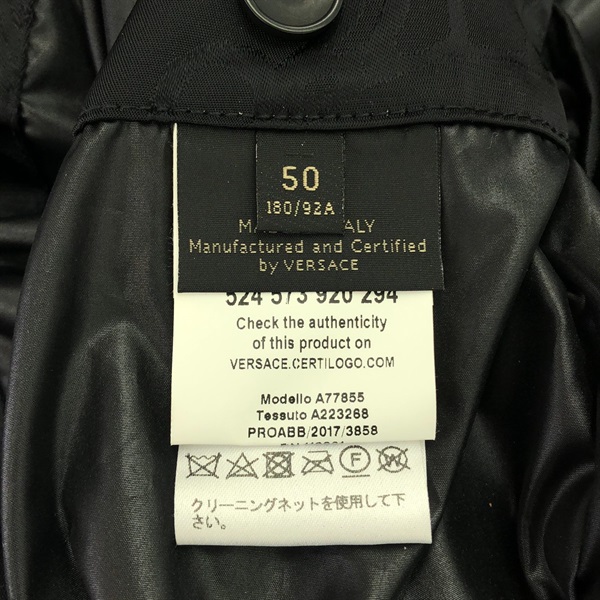 50
180/92A
MA ALY
Manufactured and Certified
by VERSACE
524 573 920 294
Check the authenticity
of this product on
VERSACE.CERTILOGO.COM
Modello A77855
Tessuto A223268
PROABB/2017/3858
F W
クリーニングネットを使用して下
さい。